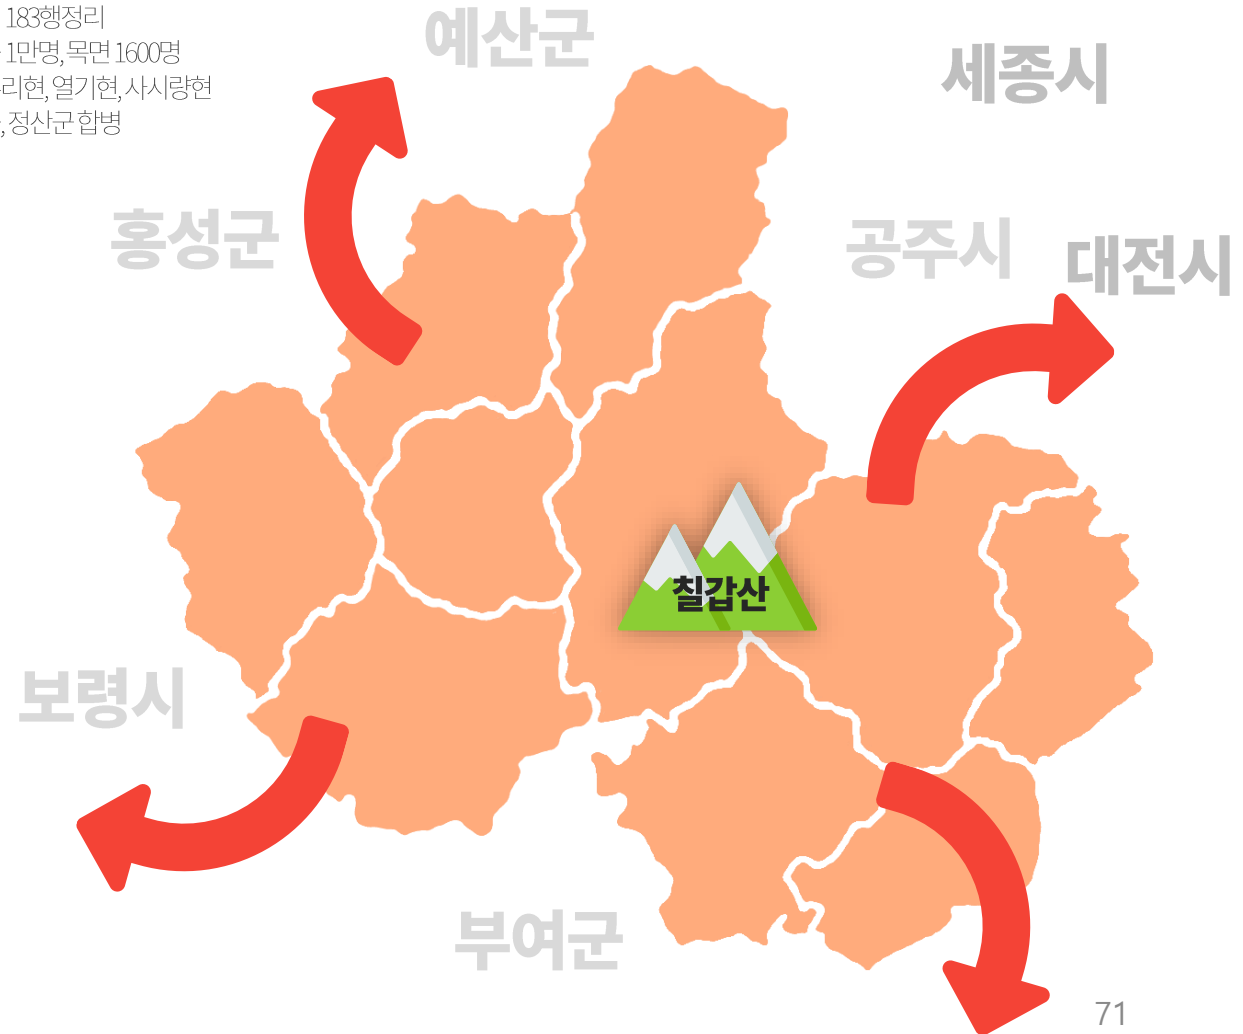 183행정리
1만명, 목면 1600명
리현, 열기현, 사시량현
, 정산군 합병
예산군
세종시
홍성군
공주시
대전시
칠갑산
보령시
부여군
71